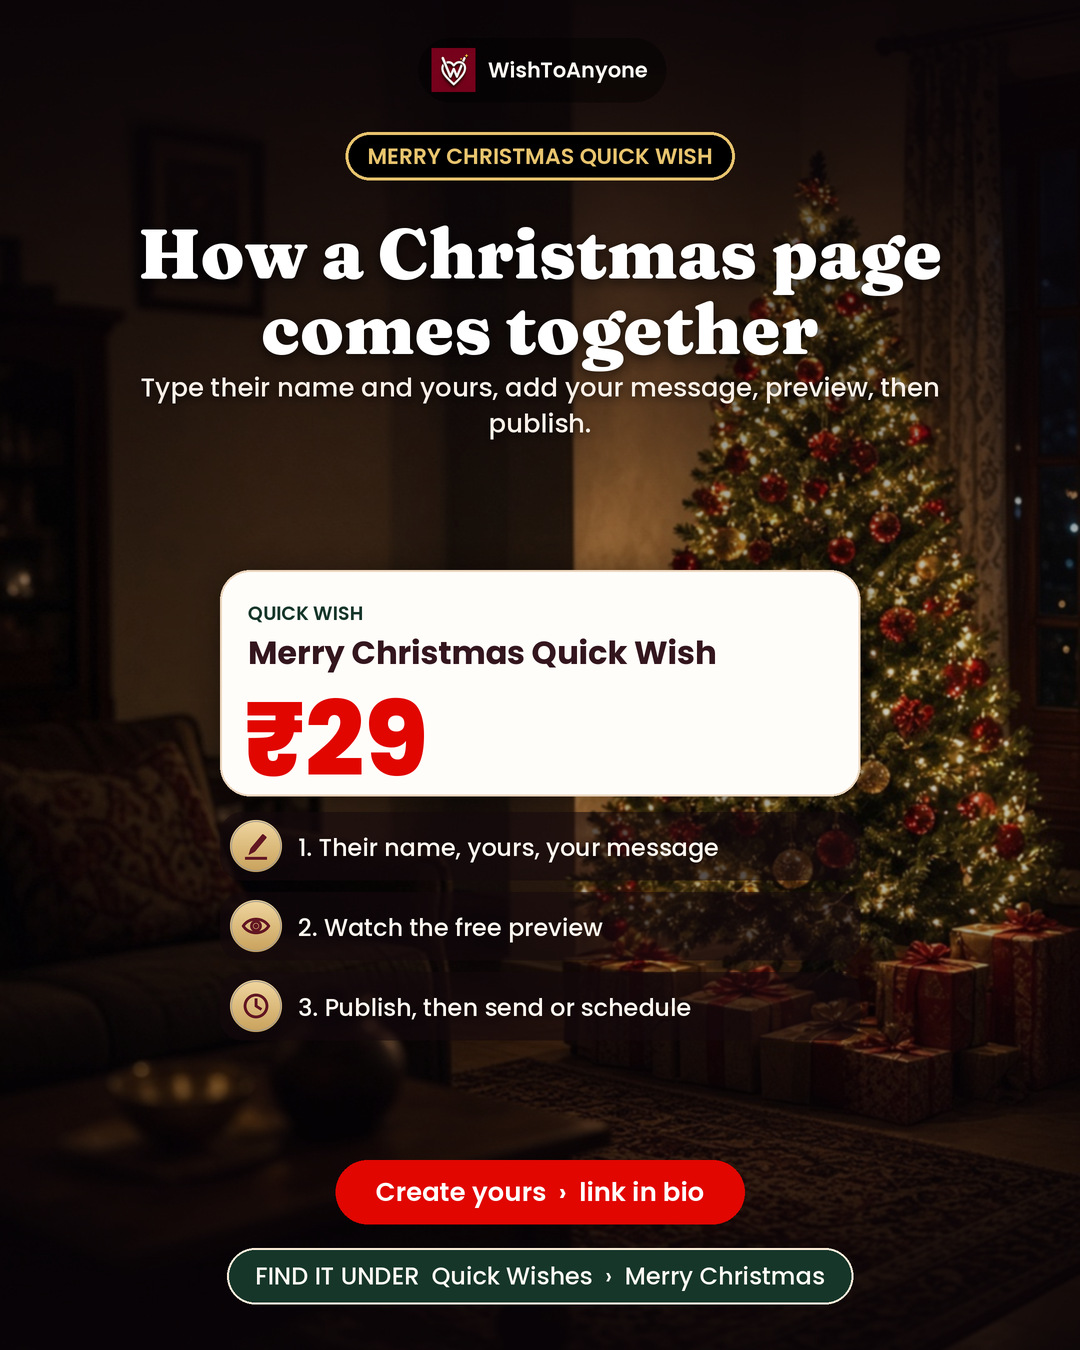 WishToAnyone
MERRY CHRISTMAS QUICK WISH
How a Christmas page
comes together
Type their name and yours, add your message, preview, then
publish.
QUICK WISH
Merry Christmas Quick Wish
₹29
1. Their name, yours, your message
2. Watch the free preview
3. Publish, then send or schedule
Create yours › link in bio
FIND IT UNDER Quick Wishes › Merry Christmas